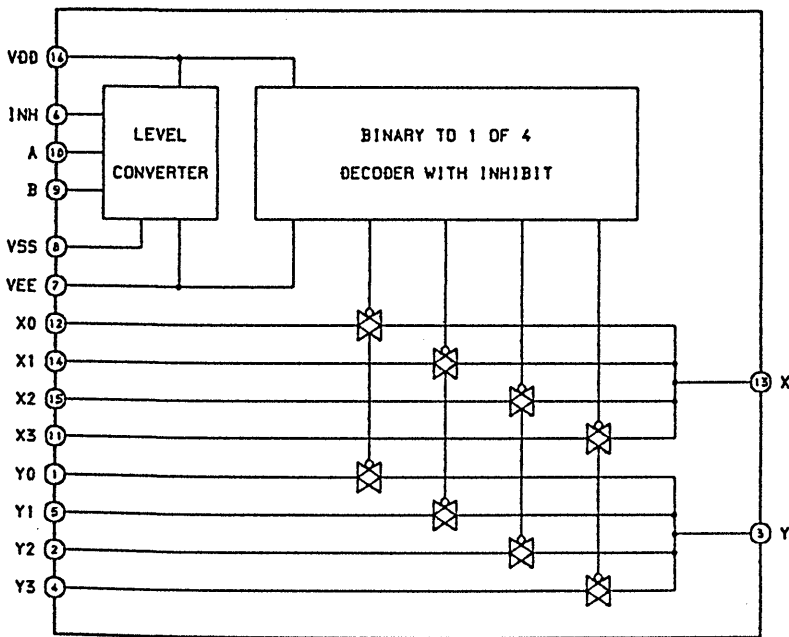 VDD 16
INH 6
A 10
B 9
VSS 8
VEE 7
LEVEL
CONVERTER
BINARY TO 1 OF 4
DECODER WITH INHIBIT
X0 12
X1 14
X2 15
X3 11
Y0 1
Y1 5
Y2 2
Y3 4
13 X
3 Y